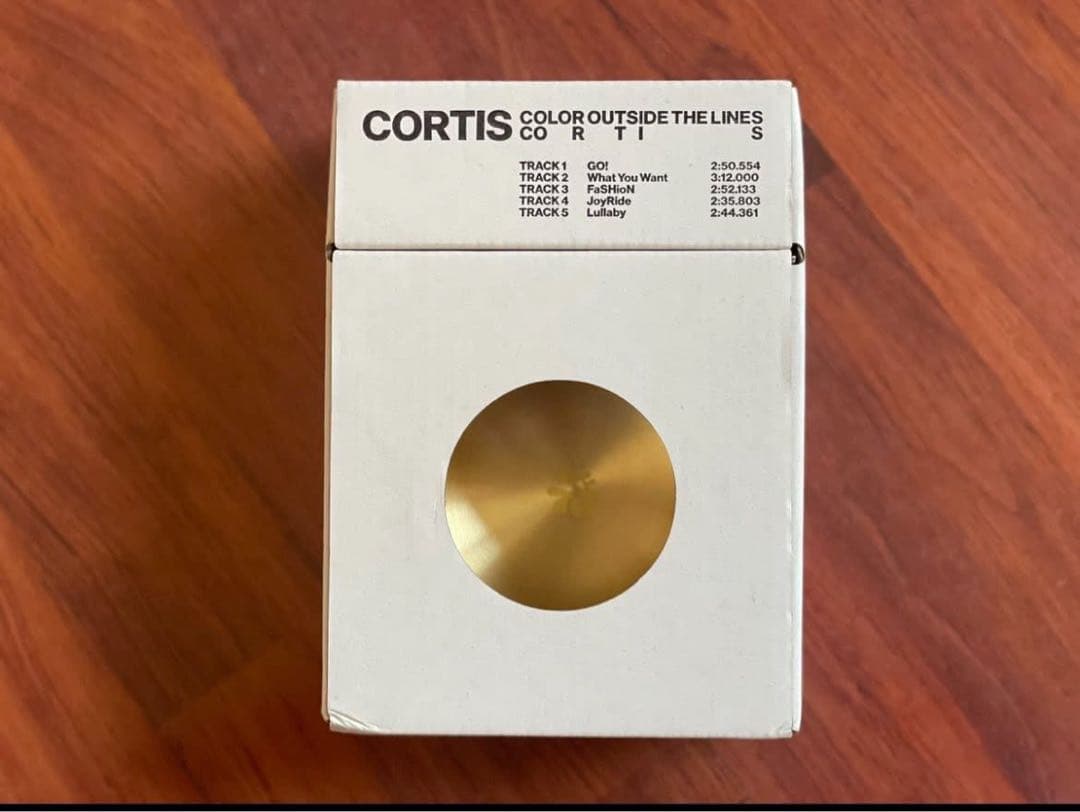 CORTIS COLOR OUTSIDE THE LINES
CO R T I S
TRACK 1 GO! 2:50.554
TRACK 2 What You Want 3:12.000
TRACK 3 FaSHioN 2:52.133
TRACK 4 JoyRide 2:35.803
TRACK 5 Lullaby 2:44.361